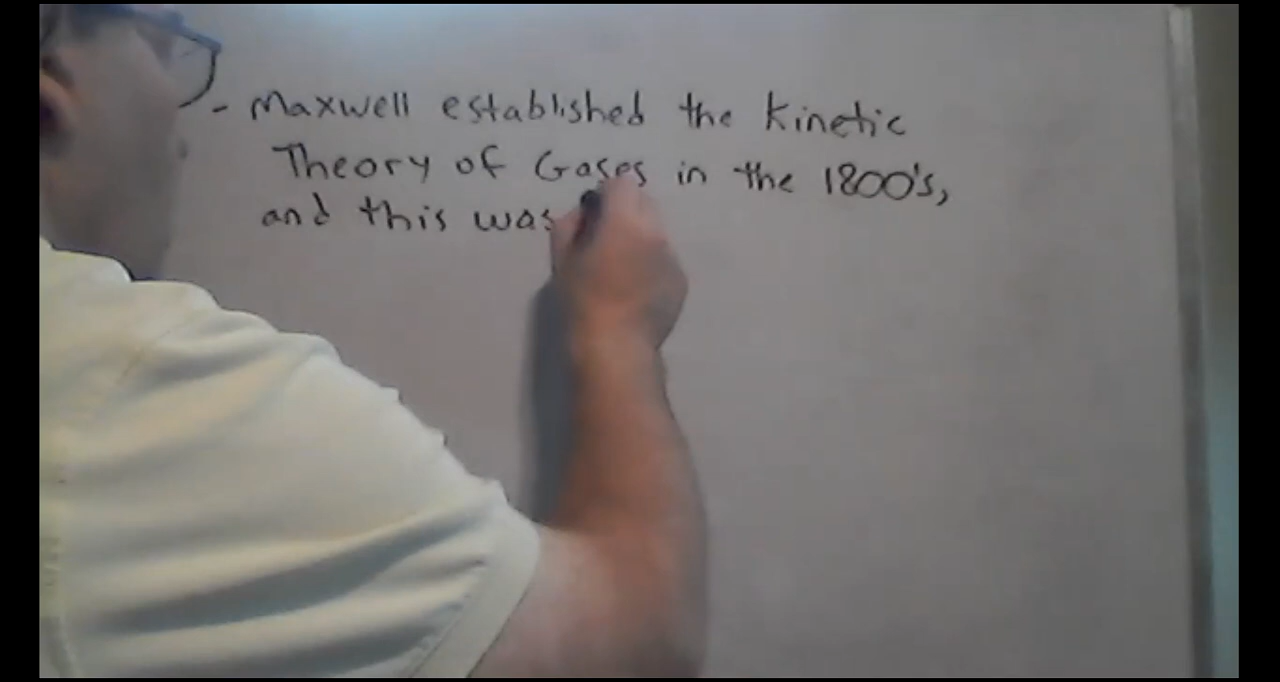 - Maxwell established the Kinetic
Theory of Gases in the 1800's,
and this was